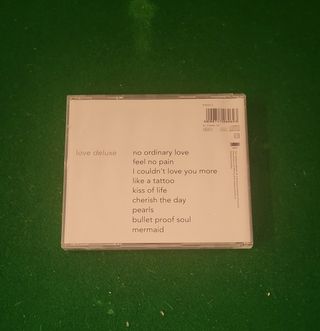 love deluxe
no ordinary love
feel no pain
I couldn't love you more
like a tattoo
kiss of life
cherish the day
pearls
bullet proof soul
mermaid